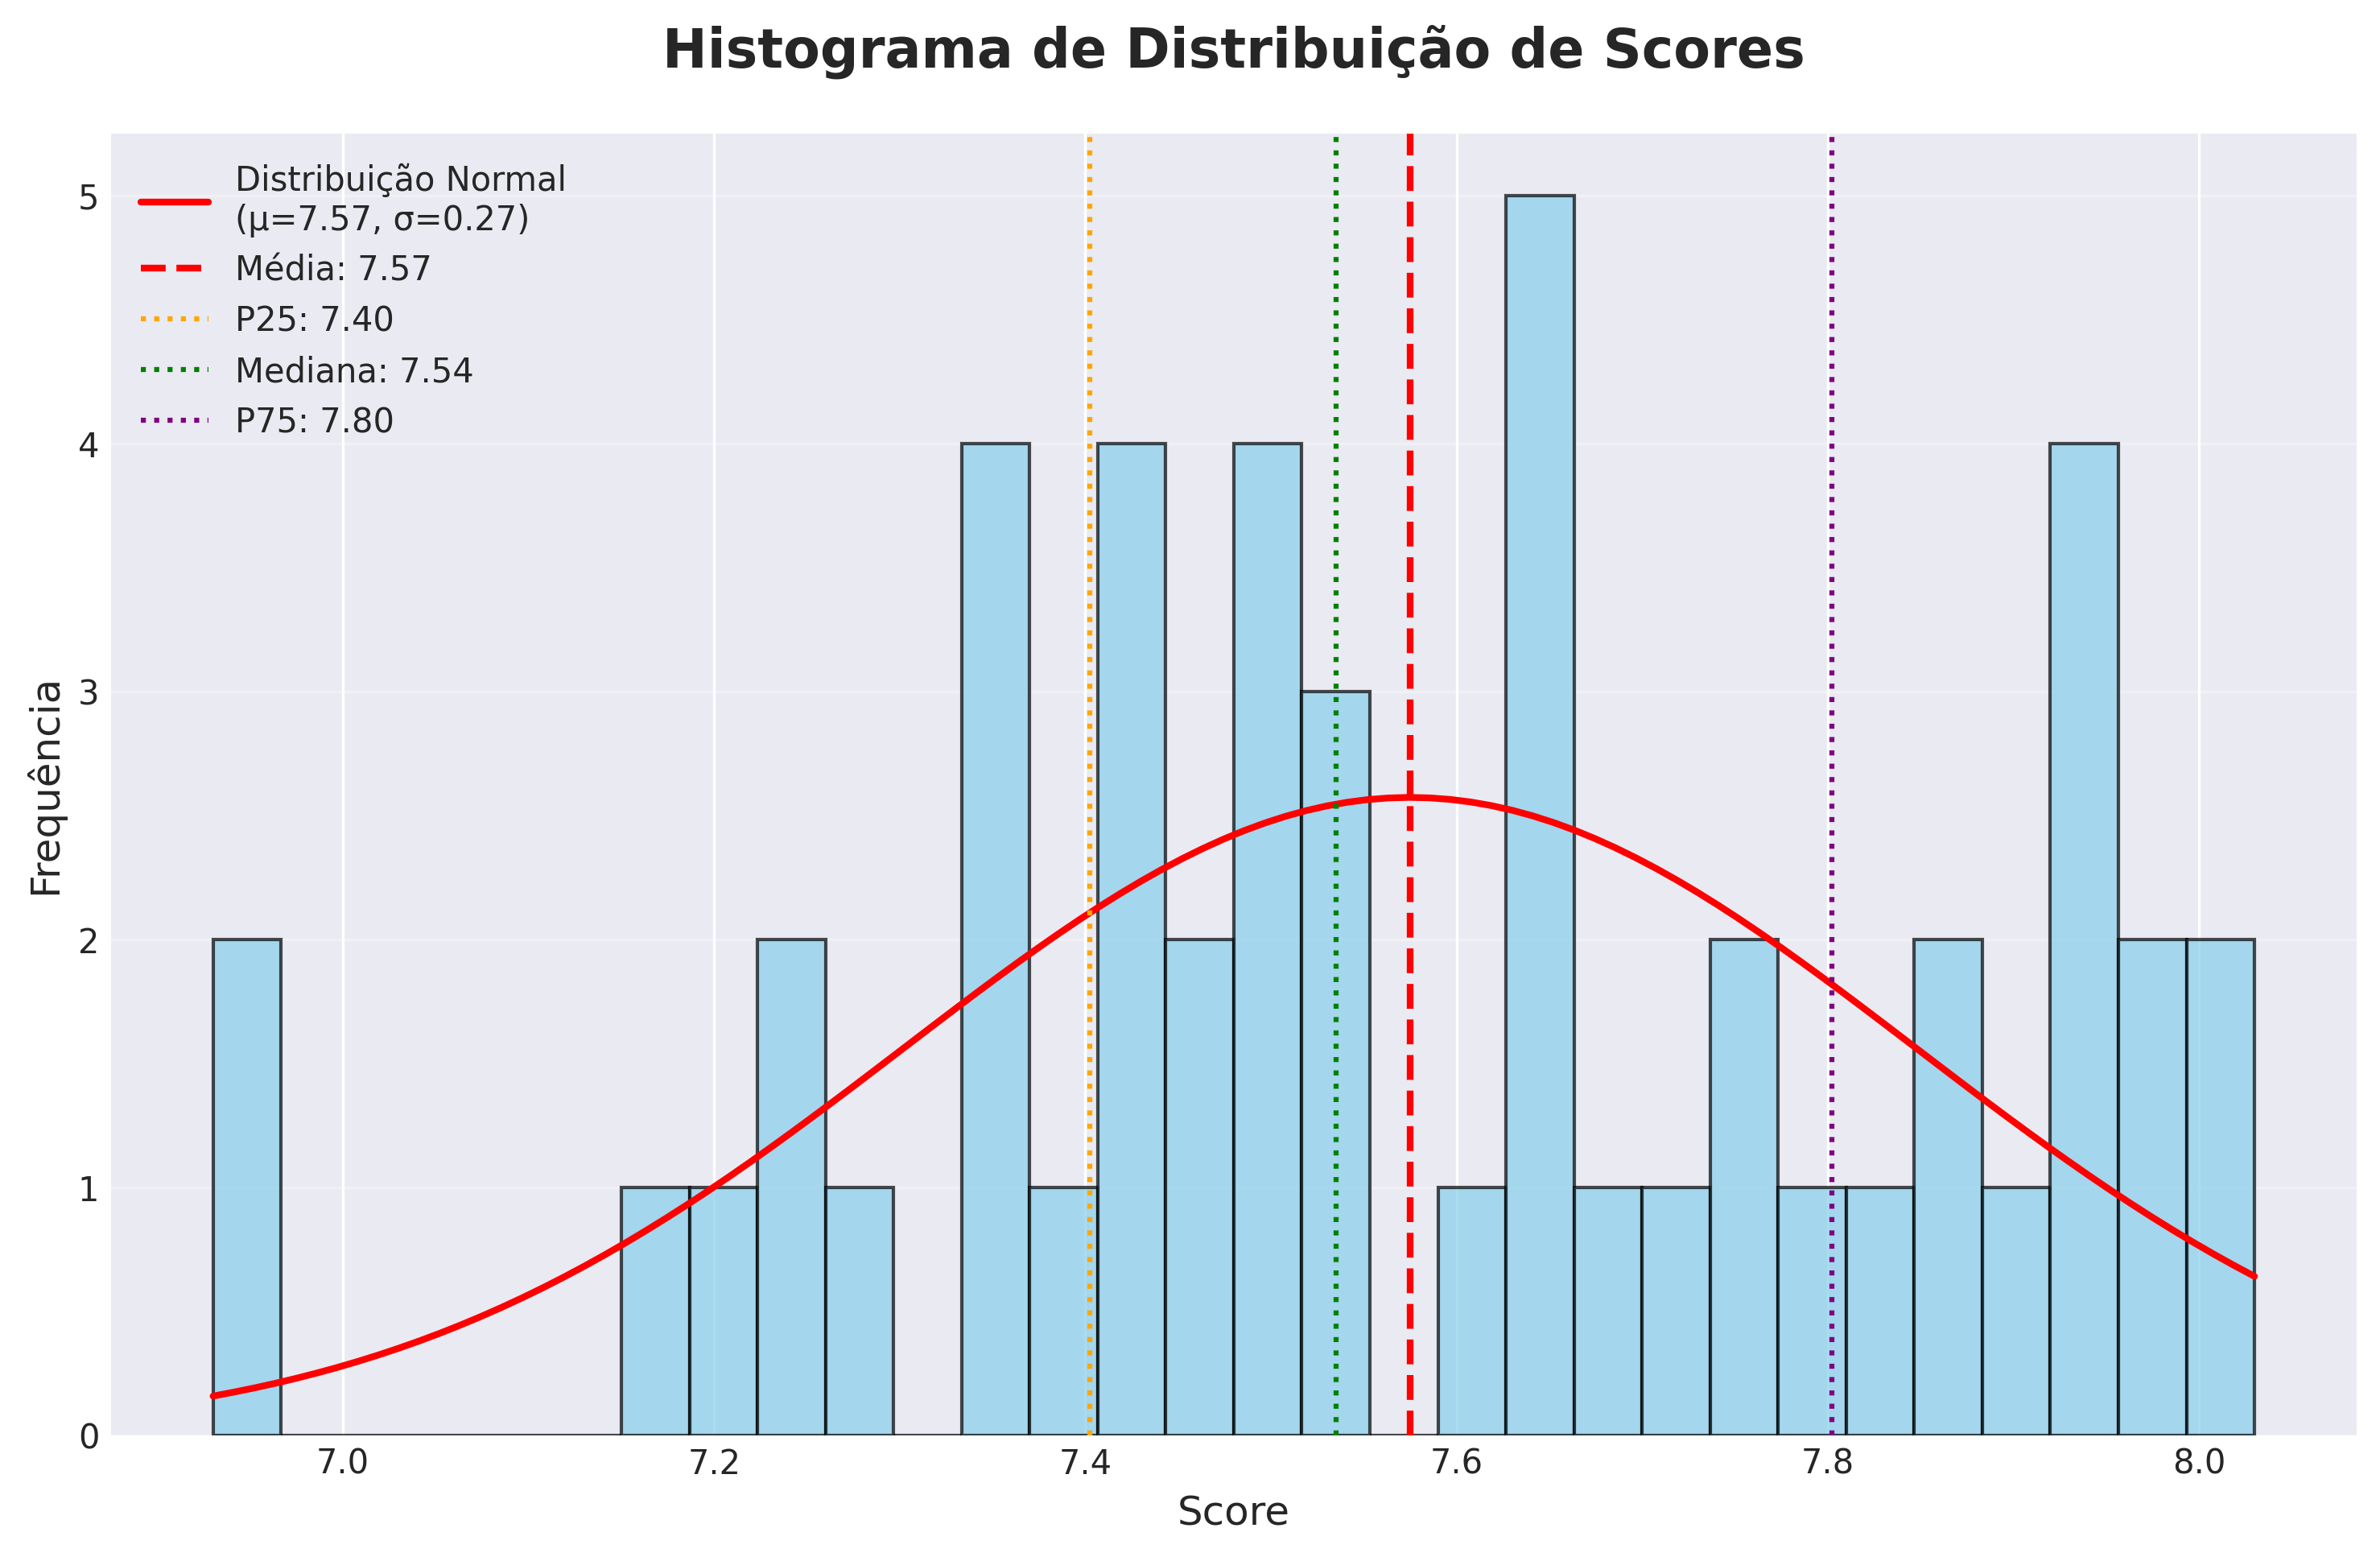 Histograma de Distribuição de Scores
Distribuição Normal
(μ=7.57, σ=0.27)
Média: 7.57
P25: 7.40
Mediana: 7.54
P75: 7.80
Frequência
5
4
3
2
1
0
7.0 7.2 7.4 7.6 7.8 8.0
Score